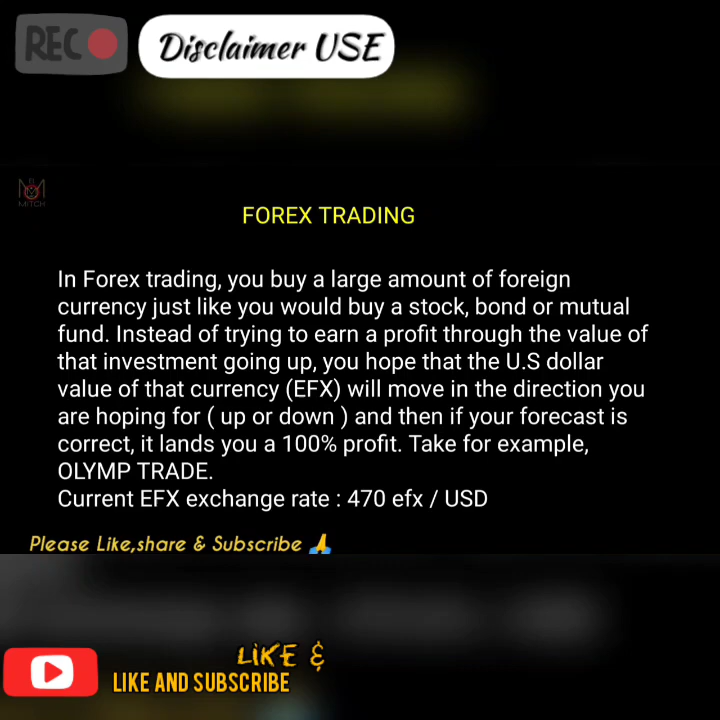 REC
Disclaimer USE
MITCH
FOREX TRADING
In Forex trading, you buy a large amount of foreign
currency just like you would buy a stock, bond or mutual
fund. Instead of trying to earn a profit through the value of
that investment going up, you hope that the U.S dollar
value of that currency (EFX) will move in the direction you
are hoping for ( up or down ) and then if your forecast is
correct, it lands you a 100% profit. Take for example,
OLYMP TRADE.
Current EFX exchange rate : 470 efx / USD
Please Like,share & Subscribe 🙏
LiKE &
LIKE AND SUBSCRIBE